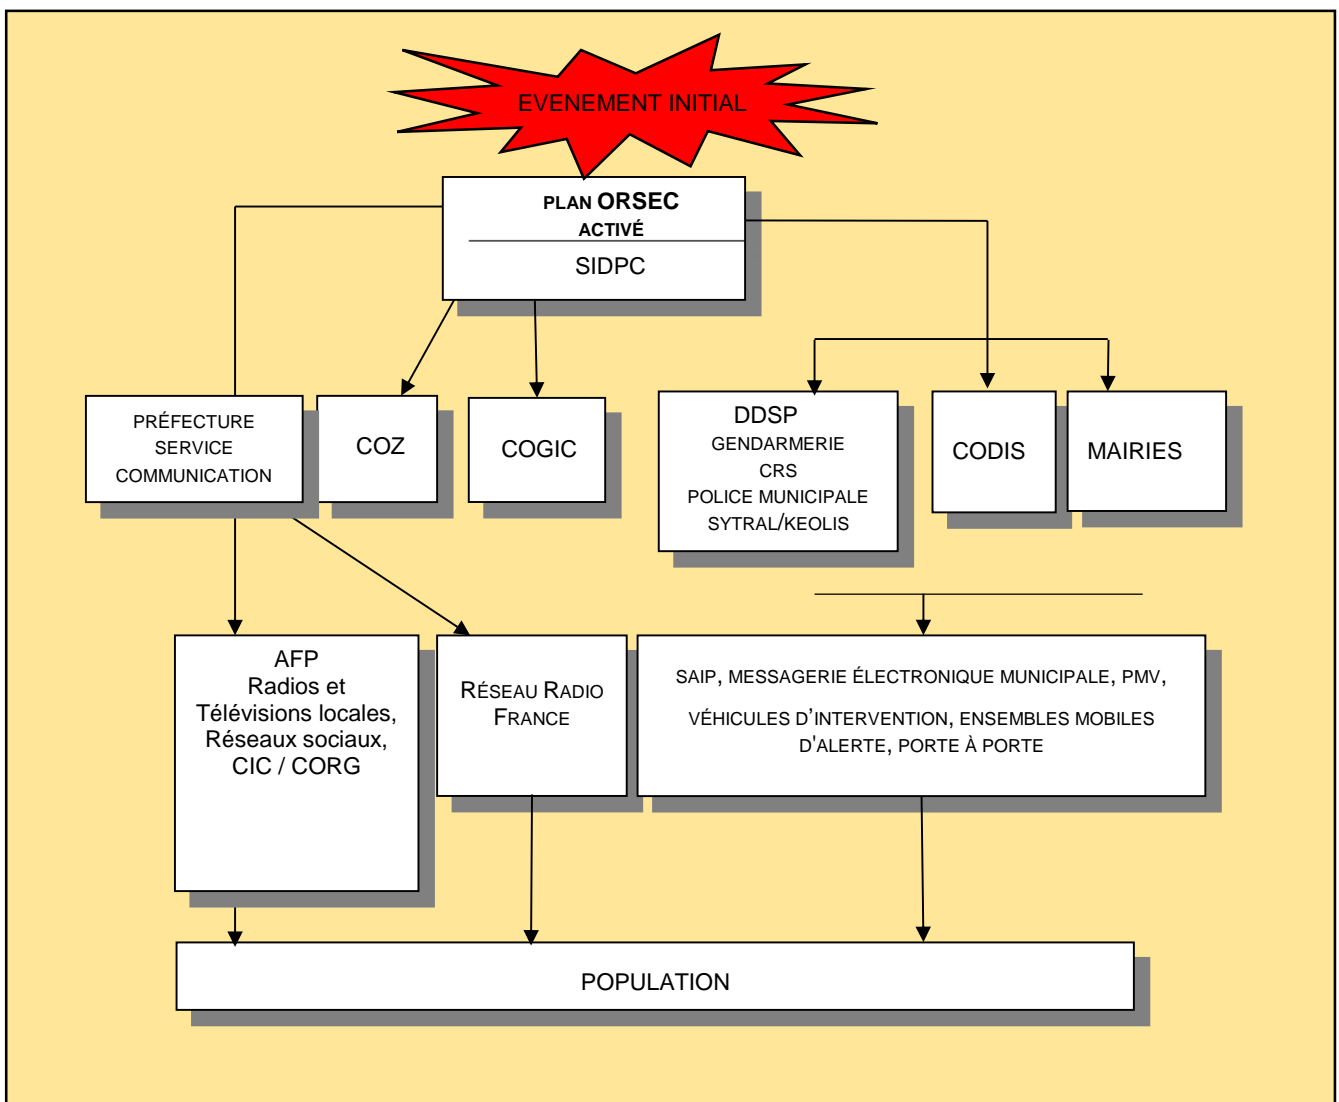 EVENEMENT INITIAL
PLAN ORSEC
ACTIVÉ
SIDPC
PRÉFECTURE
SERVICE
COMMUNICATION
COZ
COGIC
DDSP
GENDARMERIE
CRS
POLICE MUNICIPALE
SYTRAL/KEOLIS
CODIS
MAIRIES
AFP
Radios et
Télévisions locales,
Réseaux sociaux,
CIC / CORG
RÉSEAU RADIO
FRANCE
SAIP, MESSAGERIE ÉLECTRONIQUE MUNICIPALE, PMV,
VÉHICULES D’INTERVENTION, ENSEMBLES MOBILES
D'ALERTE, PORTE À PORTE
POPULATION